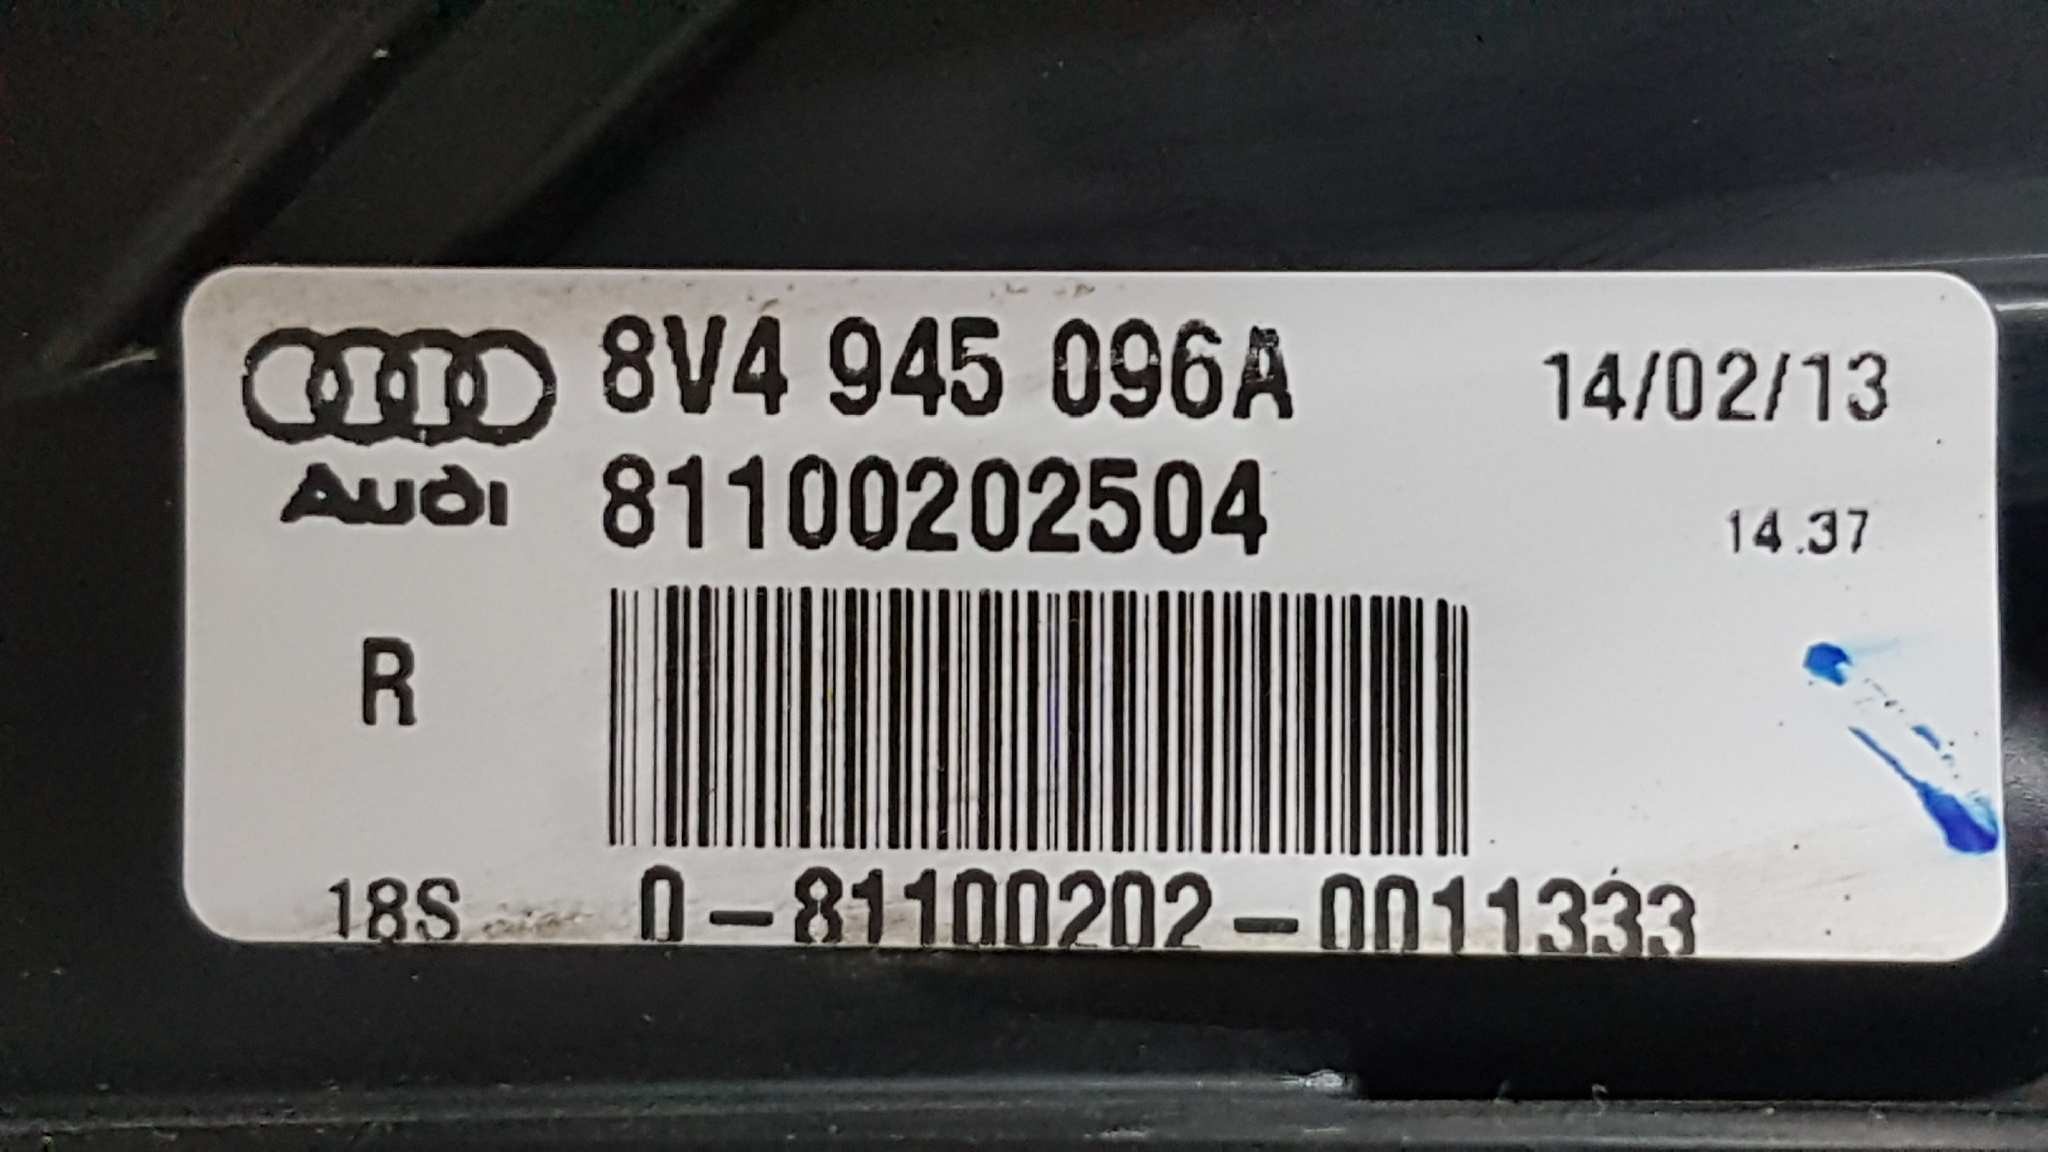 8V4 945 096A 14/02/13
Audi 81100202504 14.37
R
18S 0-81100202-0011333